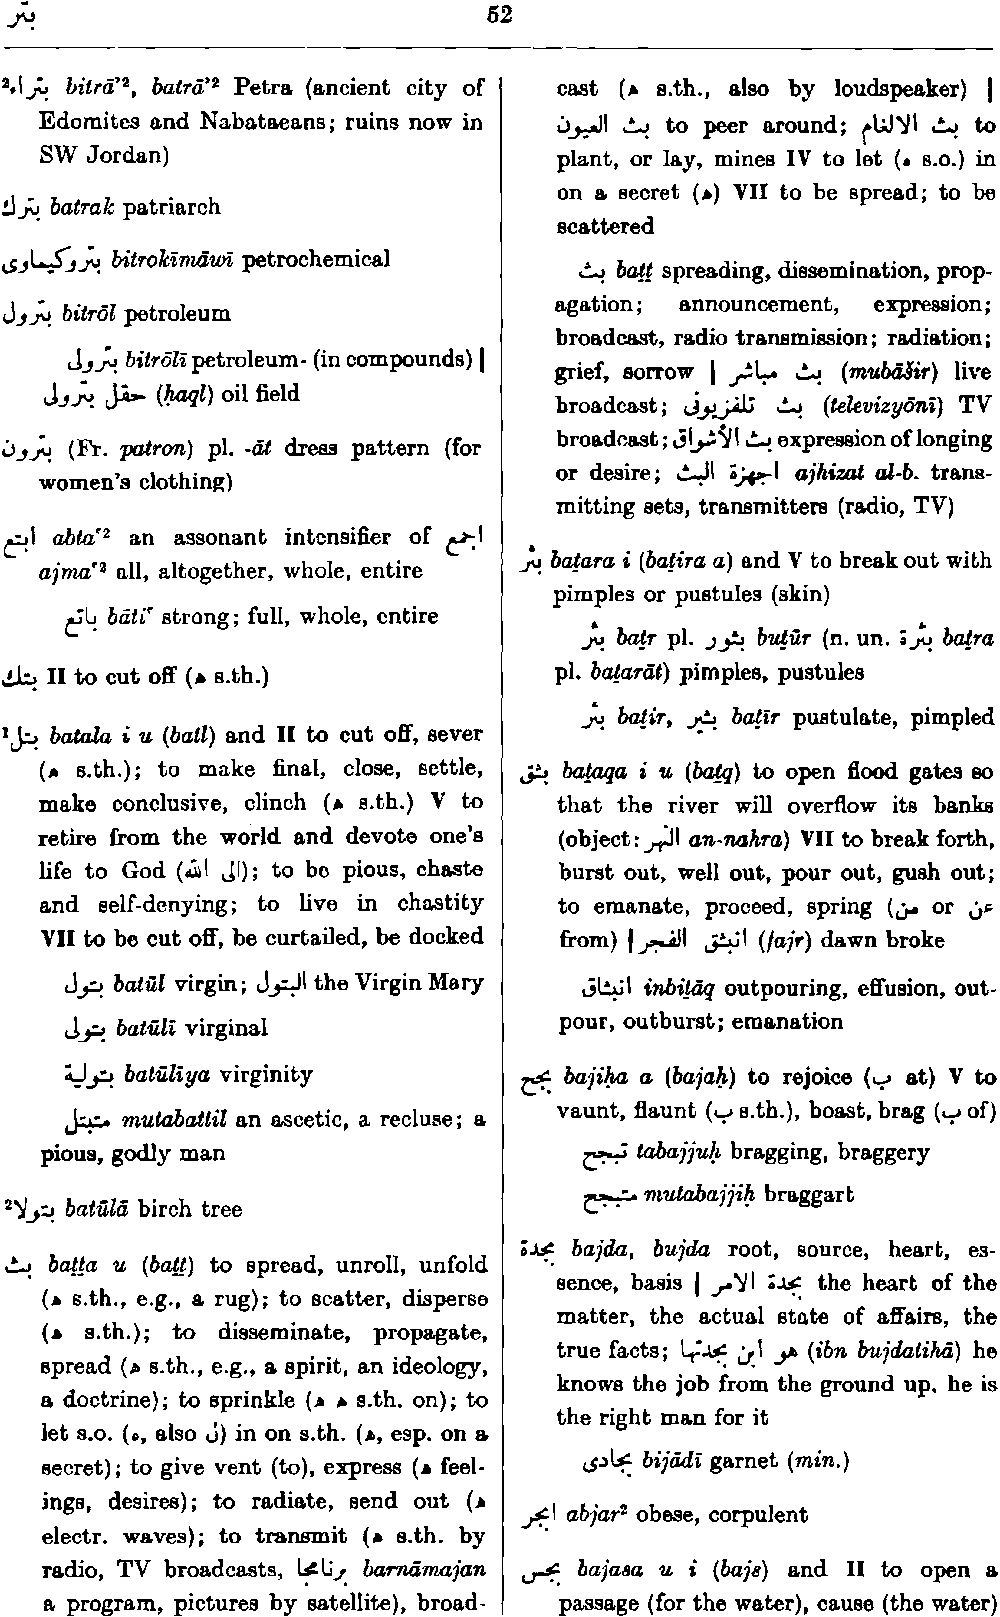 بتر
52
²بتراء bitrā’², batrā’² Petra (ancient city of
Edomites and Nabataeans; ruins now in
SW Jordan)
بترك batrak patriarch
بتروكيماوى bitrokīmāwī petrochemical
بترول bitrōl petroleum
بترولى bitrōlī petroleum- (in compounds) |
حقل بترولى (ḥaql) oil field
بترون (Fr. patron) pl. -āt dress pattern (for
women’s clothing)
ابتع abta‘² an assonant intensifier of اجمع
ajma‘² all, altogether, whole, entire
باتع bāti‘ strong; full, whole, entire
بتك II to cut off (ه s.th.)
¹بتل batala i u (batl) and II to cut off, sever
(ه s.th.); to make final, close, settle,
make conclusive, clinch (ه s.th.) V to
retire from the world and devote one’s
life to God (الى الله); to be pious, chaste
and self-denying; to live in chastity
VII to be cut off, be curtailed, be docked
بتول batūl virgin; البتول the Virgin Mary
بتولى batūlī virginal
بتولية batūlīya virginity
متبتل mutabattil an ascetic, a recluse; a
pious, godly man
²بتولا batūlā birch tree
بث baṯṯa u (baṯṯ) to spread, unroll, unfold
(ه s.th., e.g., a rug); to scatter, disperse
(ه s.th.); to disseminate, propagate,
spread (ه s.th., e.g., a spirit, an ideology,
a doctrine); to sprinkle (ه ه s.th. on); to
let s.o. (ه, also ل) in on s.th. (ه, esp. on a
secret); to give vent (to), express (ه feel-
ings, desires); to radiate, send out (ه
electr. waves); to transmit (ه s.th. by
radio, TV broadcasts, برنامجا barnāmajan
a program, pictures by satellite), broad-
cast (ه s.th., also by loudspeaker) |
بث العيون to peer around; بث الالغام to
plant, or lay, mines IV to let (ه s.o.) in
on a secret (ه) VII to be spread; to be
scattered
بث baṯṯ spreading, dissemination, prop-
agation; announcement, expression;
broadcast, radio transmission; radiation;
grief, sorrow | بث مباشر (mubāšir) live
broadcast; بث تلفزيونى (televizyōnī) TV
broadcast; بث الأشواق expression of longing
or desire; اجهزة البث ajhizat al-b. trans-
mitting sets, transmitters (radio, TV)
بثر baṯara i (baṯira a) and V to break out with
pimples or pustules (skin)
بثر baṯr pl. بثور buṯūr (n. un. بثرة baṯra
pl. baṯarāt) pimples, pustules
بثر baṯir, بثير baṯīr pustulate, pimpled
بثق baṯaqa i u (baṯq) to open flood gates so
that the river will overflow its banks
(object: النهر an-nahra) VII to break forth,
burst out, well out, pour out, gush out;
to emanate, proceed, spring (من or عن
from) | انبثق الفجر (fajr) dawn broke
انبثاق inbiṯāq outpouring, effusion, out-
pour, outburst; emanation
بجح bajiḥa a (bajaḥ) to rejoice (ب at) V to
vaunt, flaunt (ب s.th.), boast, brag (ب of)
تبجح tabajjuḥ bragging, braggery
متبجح mutabajjiḥ braggart
بجدة bajda, bujda root, source, heart, es-
sence, basis | بجدة الامر the heart of the
matter, the actual state of affairs, the
true facts; هو ابن بجدتها (ibn bujdatihā) he
knows the job from the ground up, he is
the right man for it
بجادى bijādī garnet (min.)
ابجر abjar² obese, corpulent
بجس bajasa u i (bajs) and II to open a
passage (for the water), cause (the water)